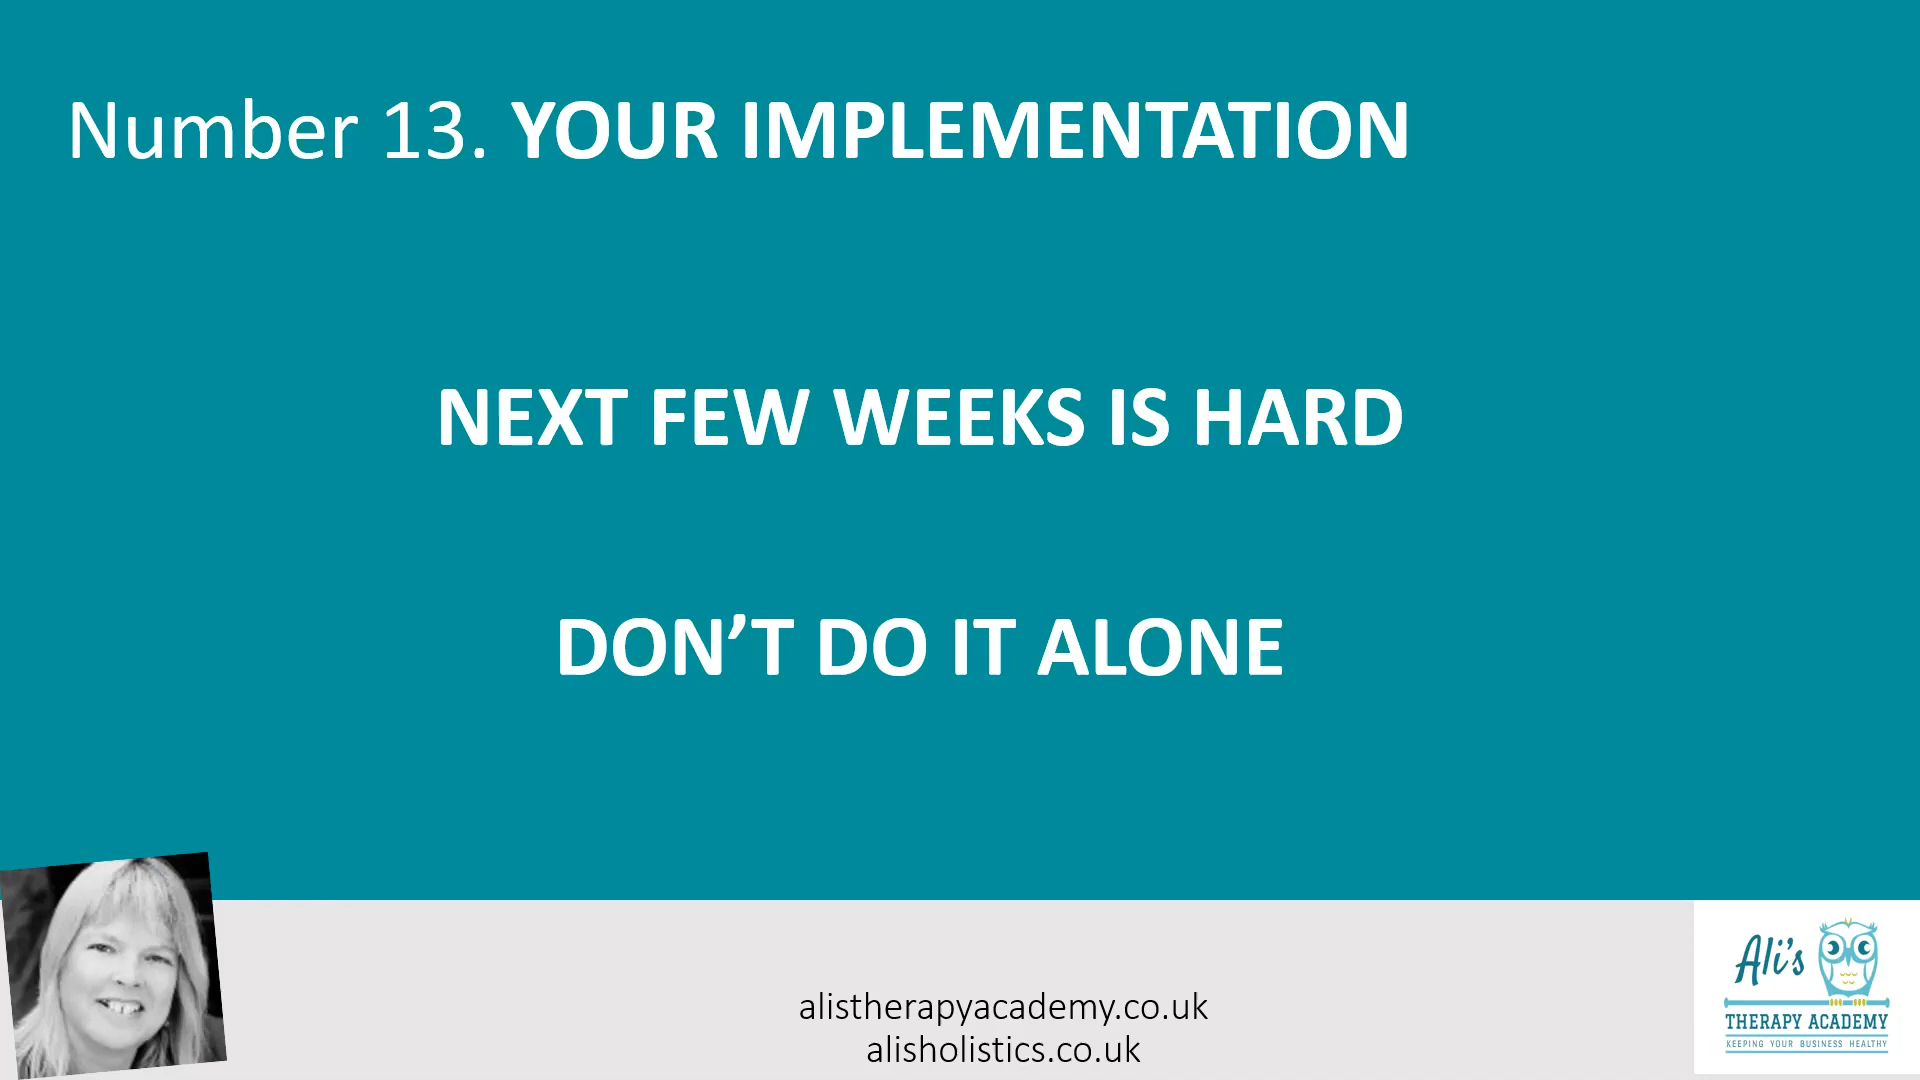 Number 13. YOUR IMPLEMENTATION
NEXT FEW WEEKS IS HARD
DON’T DO IT ALONE
alistherapyacademy.co.uk
alisholistics.co.uk
Ali's
THERAPY ACADEMY
KEEPING YOUR BUSINESS HEALTHY